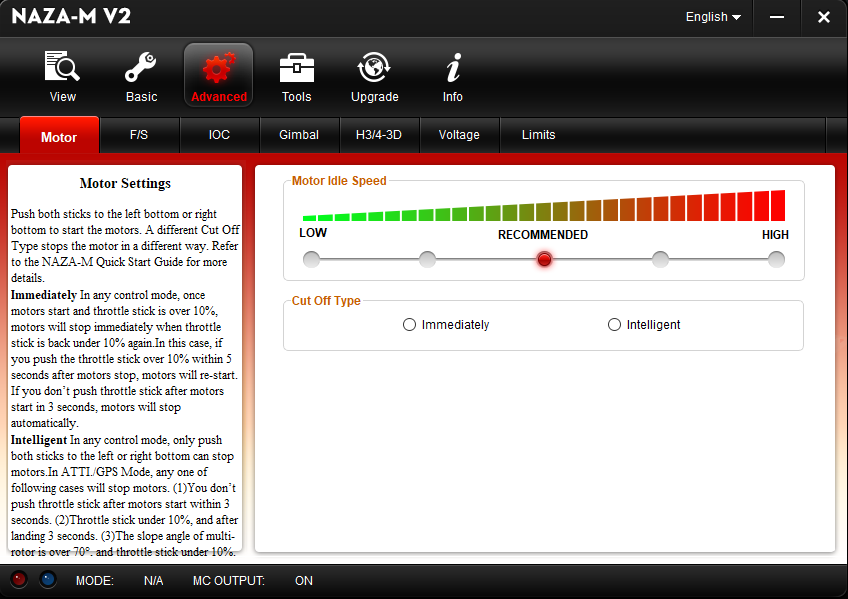 NAZA-M V2
English
View
Basic
Advanced
Tools
Upgrade
Info
Motor
F/S
IOC
Gimbal
H3/4-3D
Voltage
Limits
Motor Settings
Push both sticks to the left bottom or right
bottom to start the motors. A different Cut Off
Type stops the motor in a different way. Refer
to the NAZA-M Quick Start Guide for more
details.
Immediately In any control mode, once
motors start and throttle stick is over 10%,
motors will stop immediately when throttle
stick is back under 10% again.In this case, if
you push the throttle stick over 10% within 5
seconds after motors stop, motors will re-start.
If you don’t push throttle stick after motors
start in 3 seconds, motors will stop
automatically.
Intelligent In any control mode, only push
both sticks to the left or right bottom can stop
motors.In ATTI./GPS Mode, any one of
following cases will stop motors. (1)You don’t
push throttle stick after motors start within 3
seconds. (2)Throttle stick under 10%, and after
landing 3 seconds. (3)The slope angle of multi-
rotor is over 70°, and throttle stick under 10%.
Motor Idle Speed
LOW
RECOMMENDED
HIGH
Cut Off Type
Immediately
Intelligent
MODE: N/A MC OUTPUT: ON